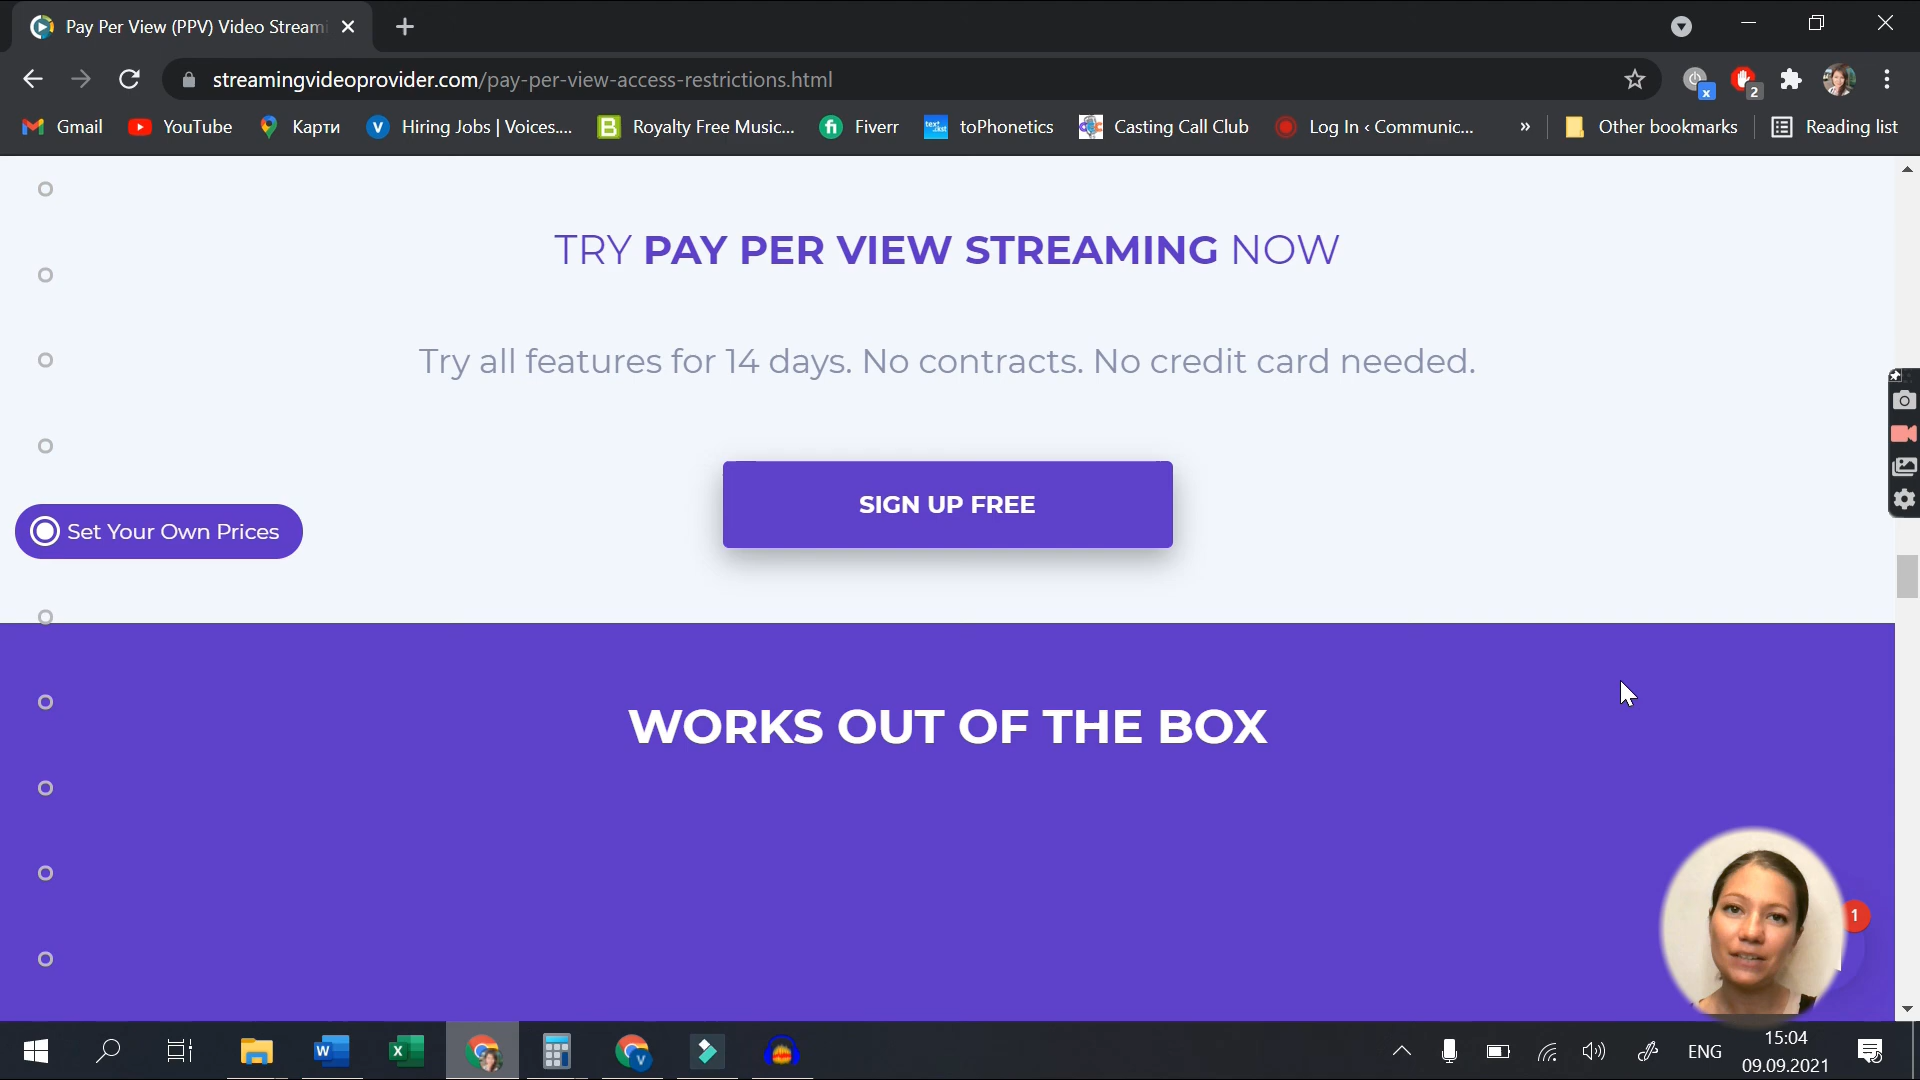 Pay Per View (PPV) Video Stream
streamingvideoprovider.com/pay-per-view-access-restrictions.html
x
2
Gmail
YouTube
Карти
V
Hiring Jobs | Voices....
B
Royalty Free Music...
fi
Fiverr
toPhonetics
Casting Call Club
Log In ‹ Communic...
»
Other bookmarks
Reading list
TRY PAY PER VIEW STREAMING NOW
Try all features for 14 days. No contracts. No credit card needed.
SIGN UP FREE
Set Your Own Prices
WORKS OUT OF THE BOX
1
W
X
V
ENG
15:04
09.09.2021